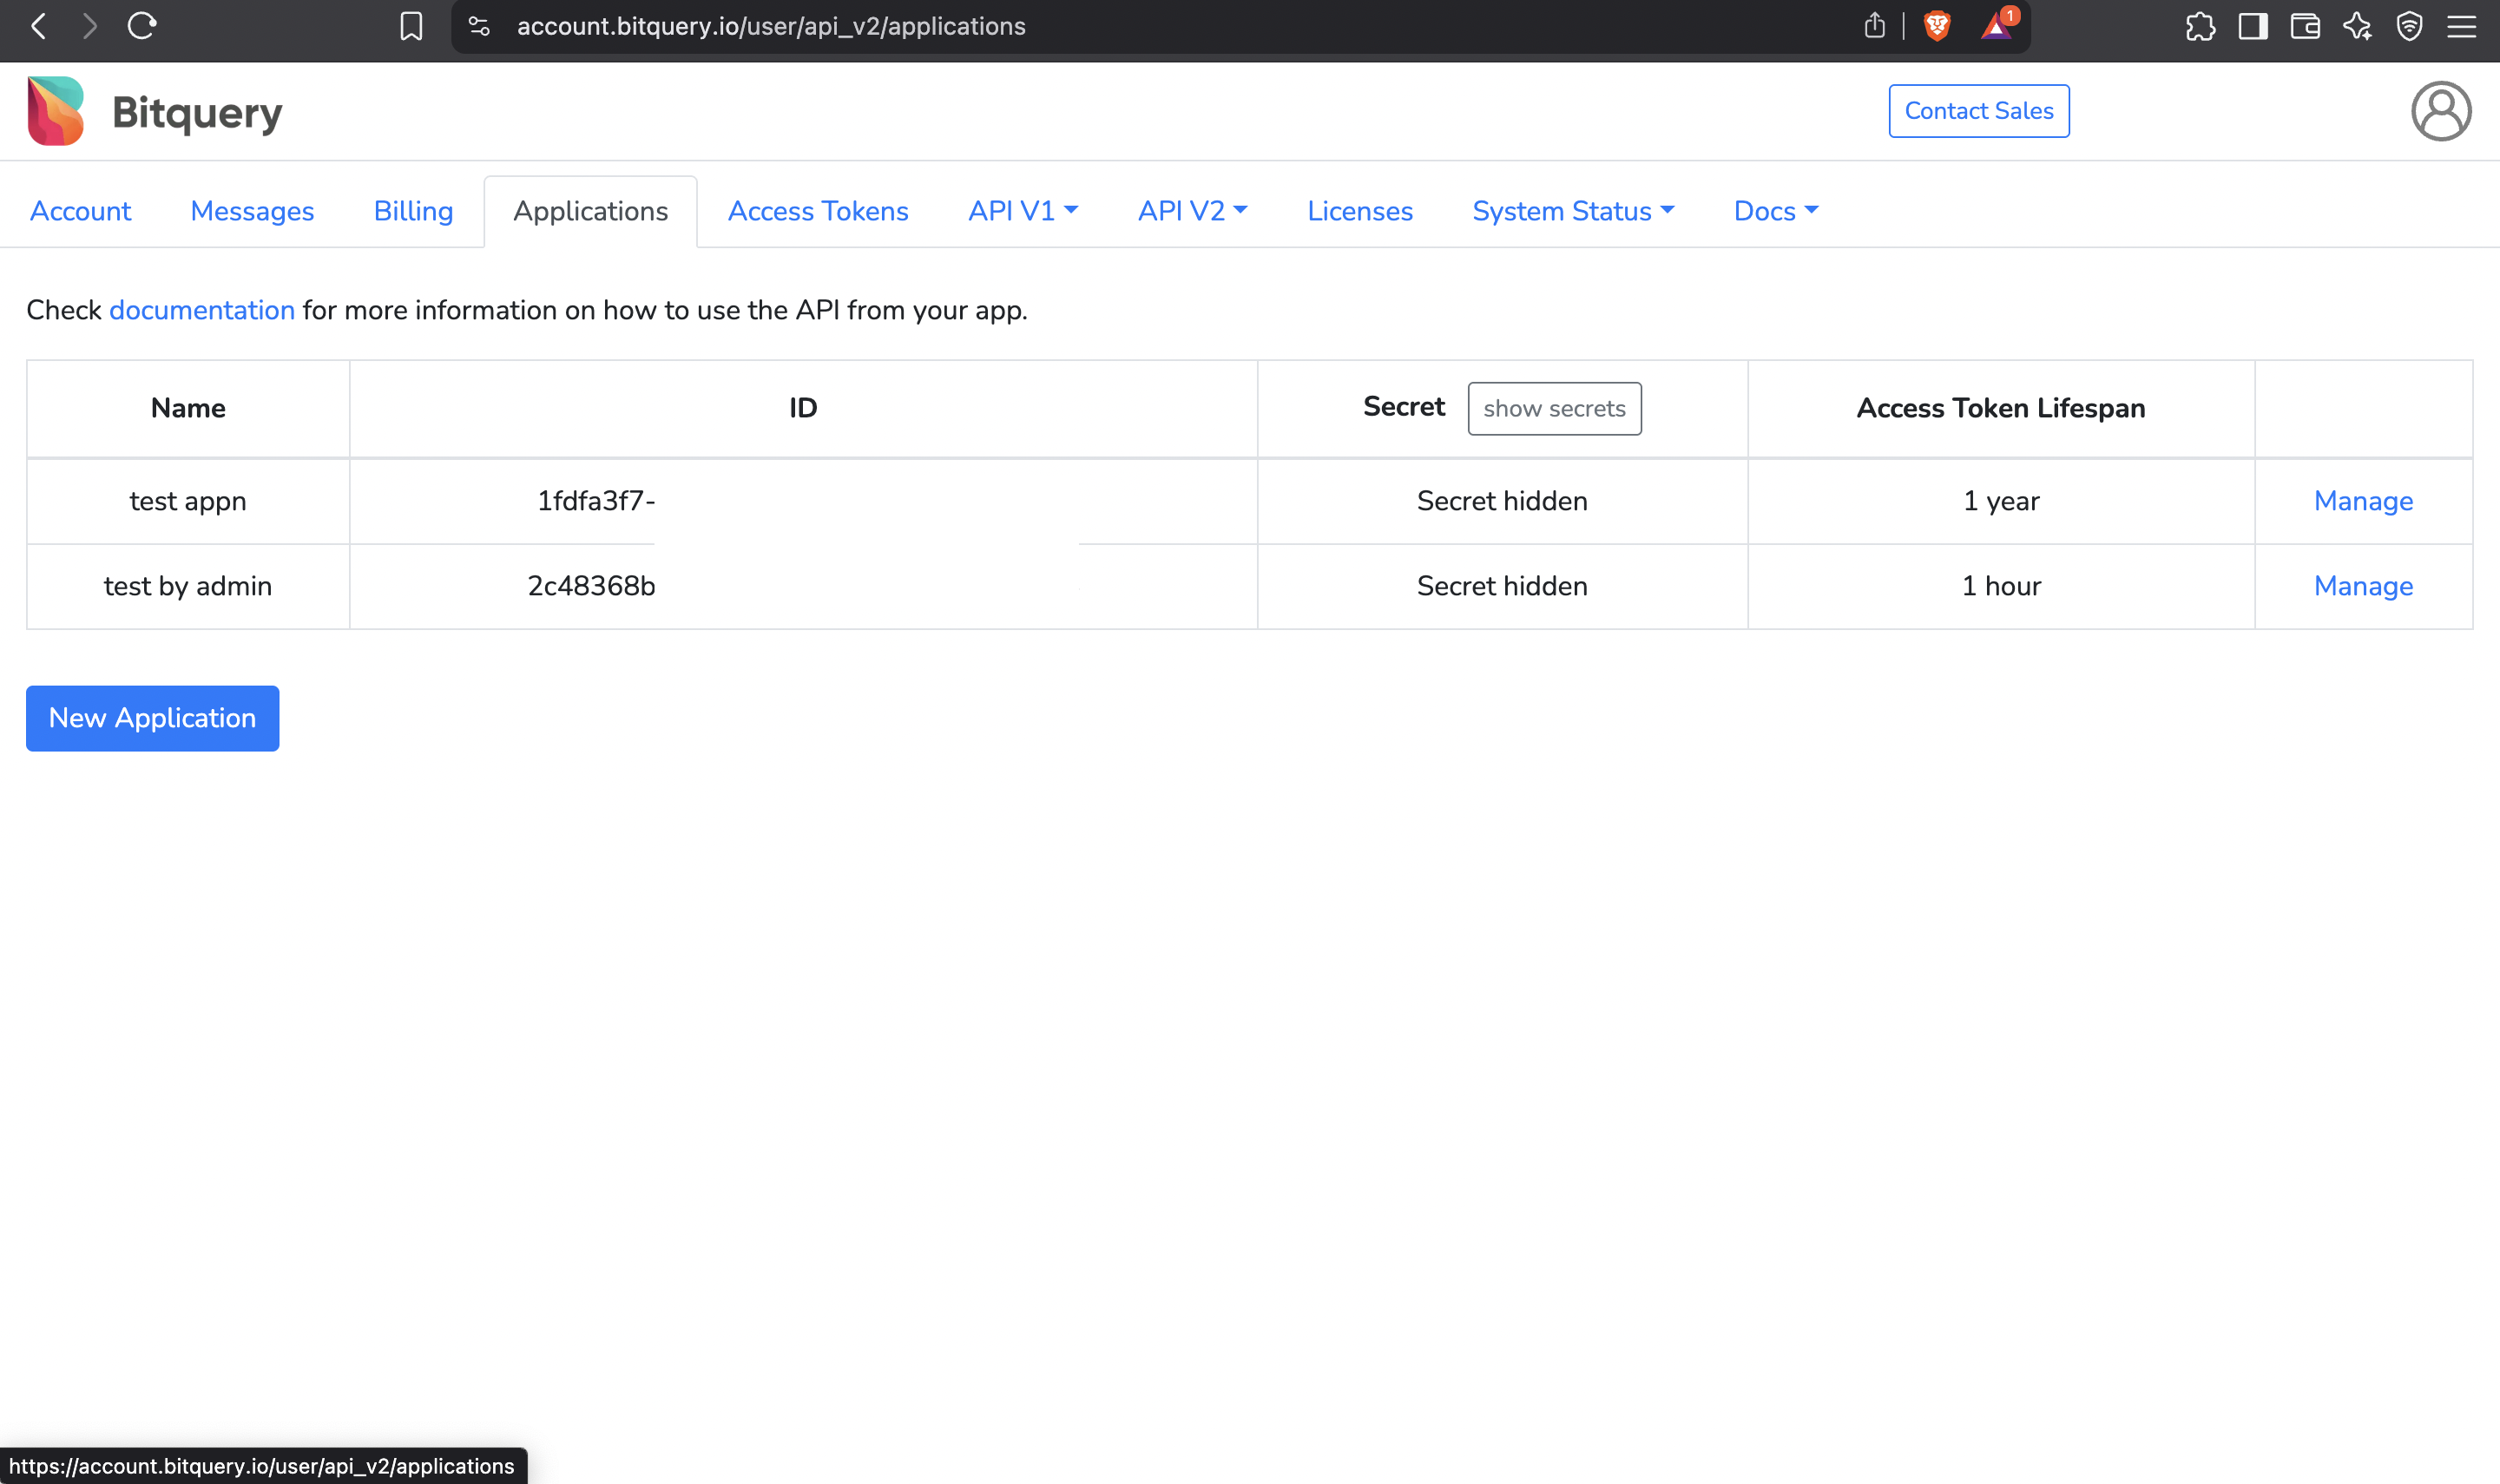 account.bitquery.io/user/api_v2/applications
1
Bitquery
Contact Sales
Account Messages Billing Applications Access Tokens API V1 API V2 Licenses System Status Docs
Check documentation for more information on how to use the API from your app.
Name ID Secret show secrets Access Token Lifespan
test appn 1fdfa3f7- Secret hidden 1 year Manage
test by admin 2c48368b Secret hidden 1 hour Manage
New Application
https://account.bitquery.io/user/api_v2/applications